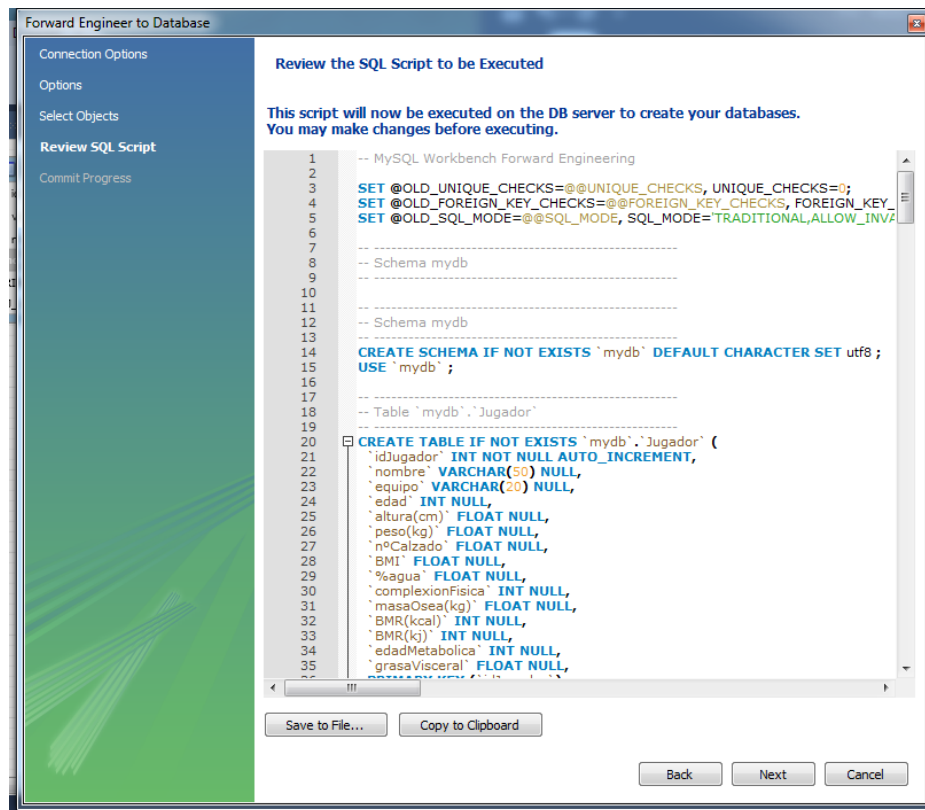 Forward Engineer to Database
Connection Options
Options
Select Objects
Review SQL Script
Commit Progress
Review the SQL Script to be Executed
This script will now be executed on the DB server to create your databases.
You may make changes before executing.
1 -- MySQL Workbench Forward Engineering
2
3 SET @OLD_UNIQUE_CHECKS=@@UNIQUE_CHECKS, UNIQUE_CHECKS=0;
4 SET @OLD_FOREIGN_KEY_CHECKS=@@FOREIGN_KEY_CHECKS, FOREIGN_KEY_
5 SET @OLD_SQL_MODE=@@SQL_MODE, SQL_MODE='TRADITIONAL,ALLOW_INVA
6
7 -- -----------------------------------------------------
8 -- Schema mydb
9 -- -----------------------------------------------------
10
11 -- -----------------------------------------------------
12 -- Schema mydb
13 -- -----------------------------------------------------
14 CREATE SCHEMA IF NOT EXISTS `mydb` DEFAULT CHARACTER SET utf8 ;
15 USE `mydb` ;
16
17 -- -----------------------------------------------------
18 -- Table `mydb`.`Jugador`
19 -- -----------------------------------------------------
20 CREATE TABLE IF NOT EXISTS `mydb`.`Jugador` (
21 `idJugador` INT NOT NULL AUTO_INCREMENT,
22 `nombre` VARCHAR(50) NULL,
23 `equipo` VARCHAR(20) NULL,
24 `edad` INT NULL,
25 `altura(cm)` FLOAT NULL,
26 `peso(kg)` FLOAT NULL,
27 `nºCalzado` FLOAT NULL,
28 `BMI` FLOAT NULL,
29 `%agua` FLOAT NULL,
30 `complexionFisica` INT NULL,
31 `masaOsea(kg)` FLOAT NULL,
32 `BMR(kcal)` INT NULL,
33 `BMR(kj)` INT NULL,
34 `edadMetabolica` INT NULL,
35 `grasaVisceral` FLOAT NULL,
Save to File...
Copy to Clipboard
Back
Next
Cancel